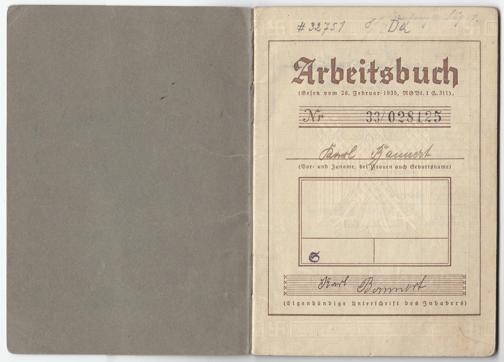 #32751 Da
Arbeitsbuch
(Gesetz vom 26. Februar 1935, RGBl. I S. 311).
Nr 33/028125
Karl
(Vor- und Zuname, bei Frauen auch Geburtsname)
G
Karl
(Eigenhändige Unterschrift des Inhabers)